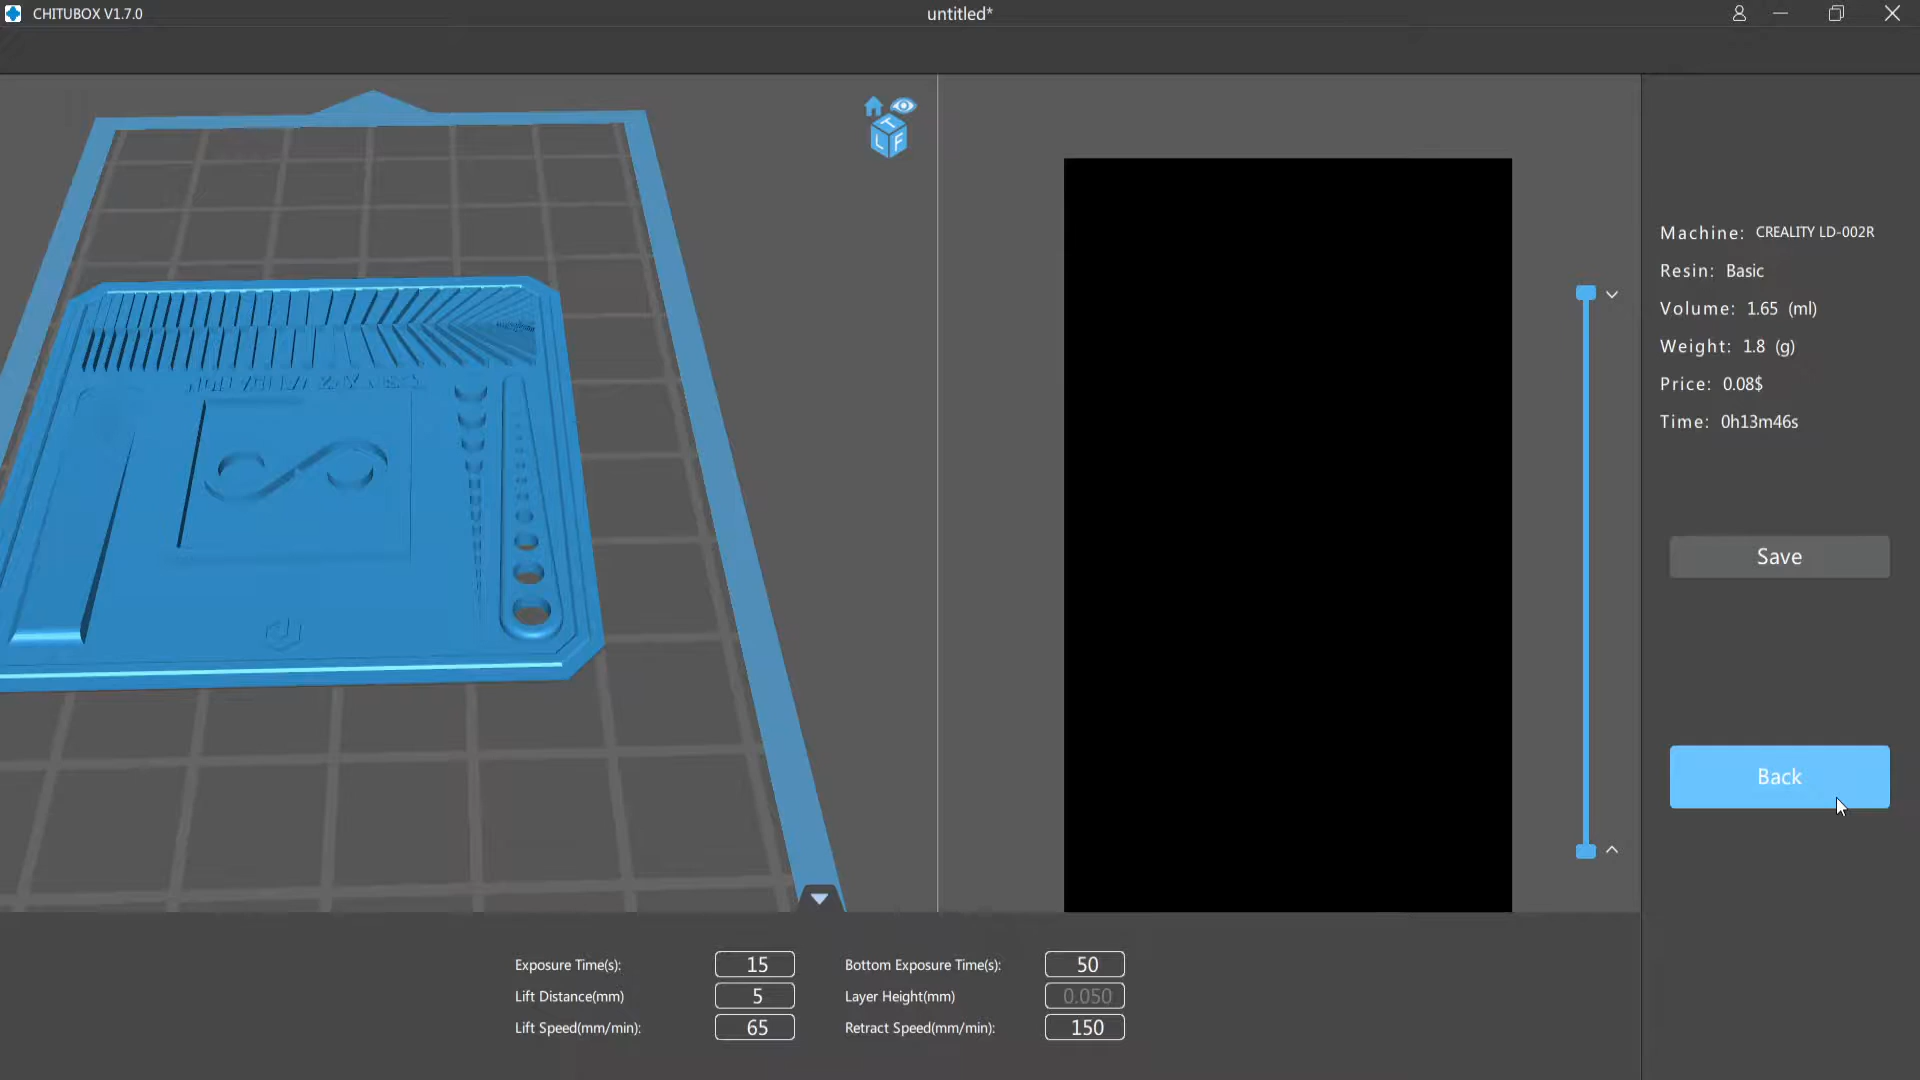 CHITUBOX V1.7.0
untitled*
T
L F
Machine: CREALITY LD-002R
Resin: Basic
Volume: 1.65 (ml)
Weight: 1.8 (g)
Price: 0.08$
Time: 0h13m46s
Save
Back
Exposure Time(s): 15
Bottom Exposure Time(s): 50
Lift Distance(mm) 5
Layer Height(mm) 0.050
Lift Speed(mm/min): 65
Retract Speed(mm/min): 150